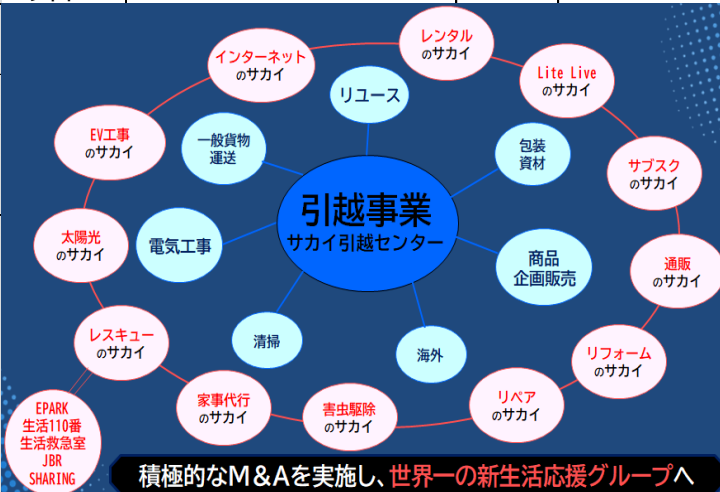 インターネット
のサカイ
レンタル
のサカイ
Lite Live
のサカイ
リユース
EV工事
のサカイ
一般貨物
運送
包装
資材
サブスク
のサカイ
引越事業
サカイ引越センター
太陽光
のサカイ
電気工事
商品
企画販売
通販
のサカイ
レスキュー
のサカイ
清掃
海外
リフォーム
のサカイ
家事代行
のサカイ
害虫駆除
のサカイ
リペア
のサカイ
EPARK
生活110番
生活救急室
JBR
SHARING
積極的なM&Aを実施し、世界一の新生活応援グループへ